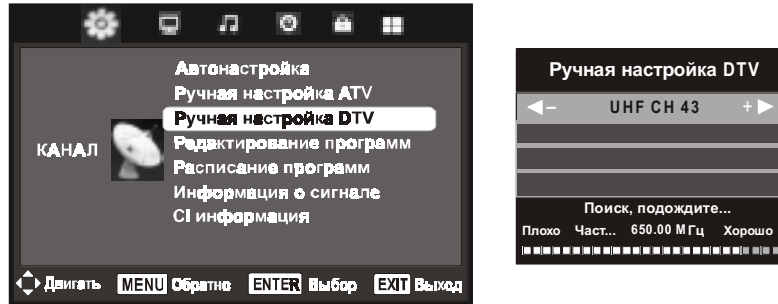 Автонастройка
Ручная настройка ATV
Ручная настройка DTV
КАНАЛ
Редактирование программ
Расписание программ
Информация о сигнале
CI информация
Двигать MENU Обратно ENTER Выбор EXIT Выход
Ручная настройка DTV
– UHF CH 43 +
Поиск, подождите...
Плохо Част... 650.00 МГц Хорошо